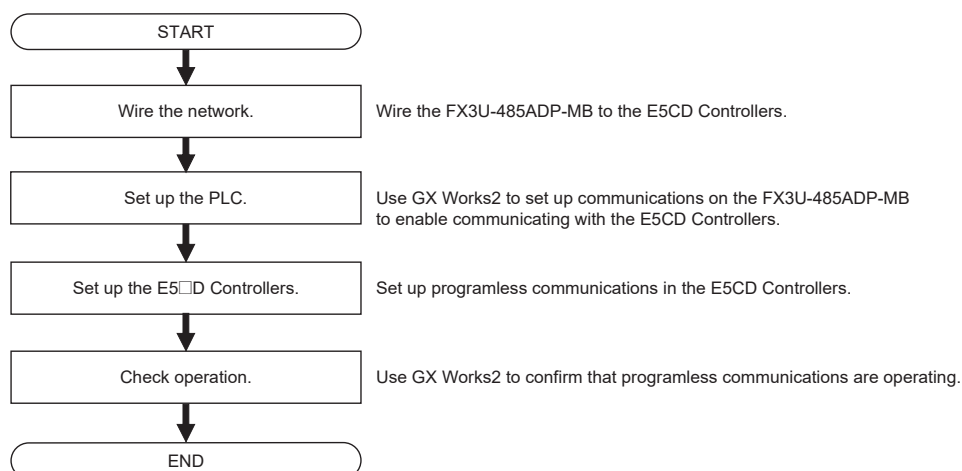 START
Wire the network.
Wire the FX3U-485ADP-MB to the E5CD Controllers.
Set up the PLC.
Use GX Works2 to set up communications on the FX3U-485ADP-MB
to enable communicating with the E5CD Controllers.
Set up the E5□D Controllers.
Set up programless communications in the E5CD Controllers.
Check operation.
Use GX Works2 to confirm that programless communications are operating.
END